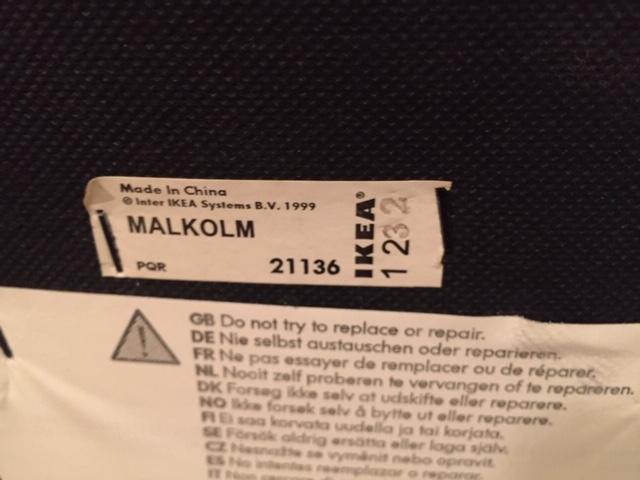 Made In China
© Inter IKEA Systems B.V. 1999
MALKOLM
PQR 21136
IKEA®
1232
GB Do not try to replace or repair.
DE Nie selbst austauschen oder reparieren.
FR Ne pas essayer de remplacer ou de réparer.
NL Nooit zelf proberen te vervangen of te repareren.
DK Forsøg ikke selv at udskifte eller reparere.
NO Ikke forsøk selv å bytte ut eller reparere.
FI Ei saa korvata uudella ja tai korjata.
SE Försök aldrig ersätta eller laga själv.
CZ Nesnažte se vyměnit nebo opravit.
ES No intentes reemplazar o reparar.
IT Non